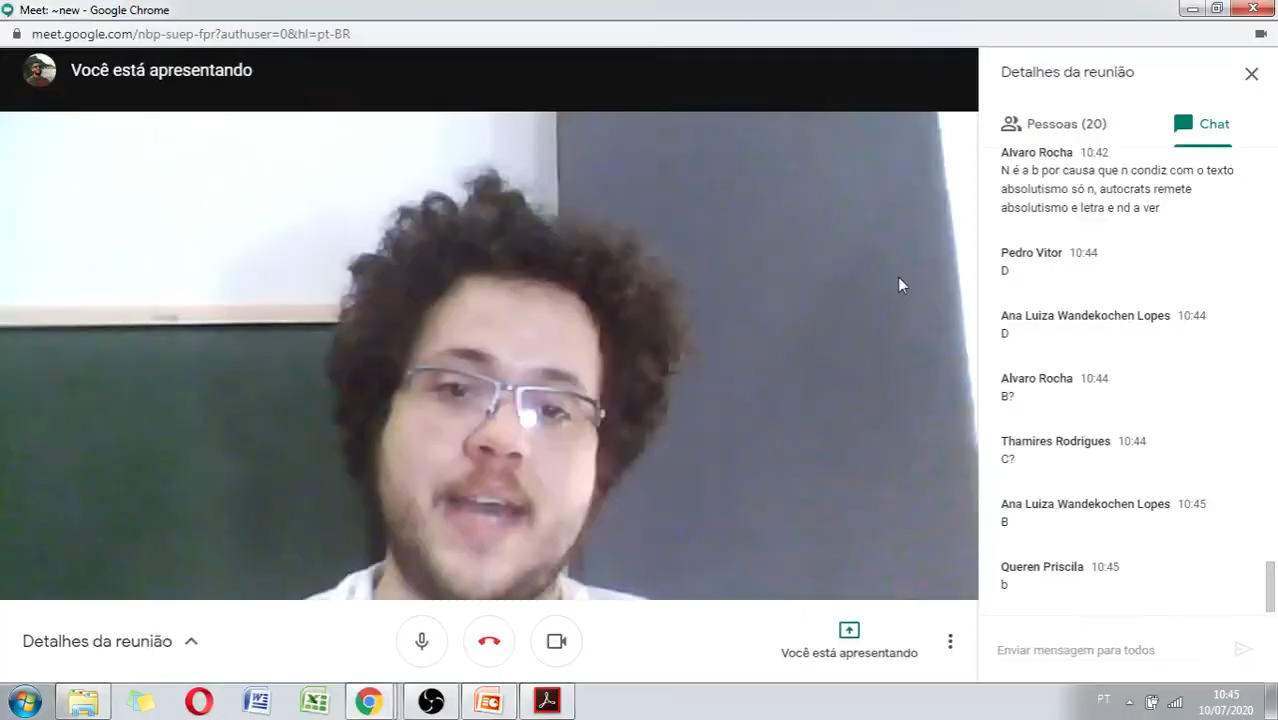 Meet: ~new - Google Chrome
meet.google.com/nbp-suep-fpr?authuser=0&hl=pt-BR
Você está apresentando
Detalhes da reunião
Pessoas (20)
Chat
Alvaro Rocha 10:42
N é a b por causa que n condiz com o texto
absolutismo só n, autocrats remete
absolutismo e letra e nd a ver
Pedro Vitor 10:44
D
Ana Luiza Wandekochen Lopes 10:44
D
Alvaro Rocha 10:44
B?
Thamires Rodrigues 10:44
C?
Ana Luiza Wandekochen Lopes 10:45
B
Queren Priscila 10:45
b
Enviar mensagem para todos
Detalhes da reunião
Você está apresentando
PT
10:45
10/07/2020